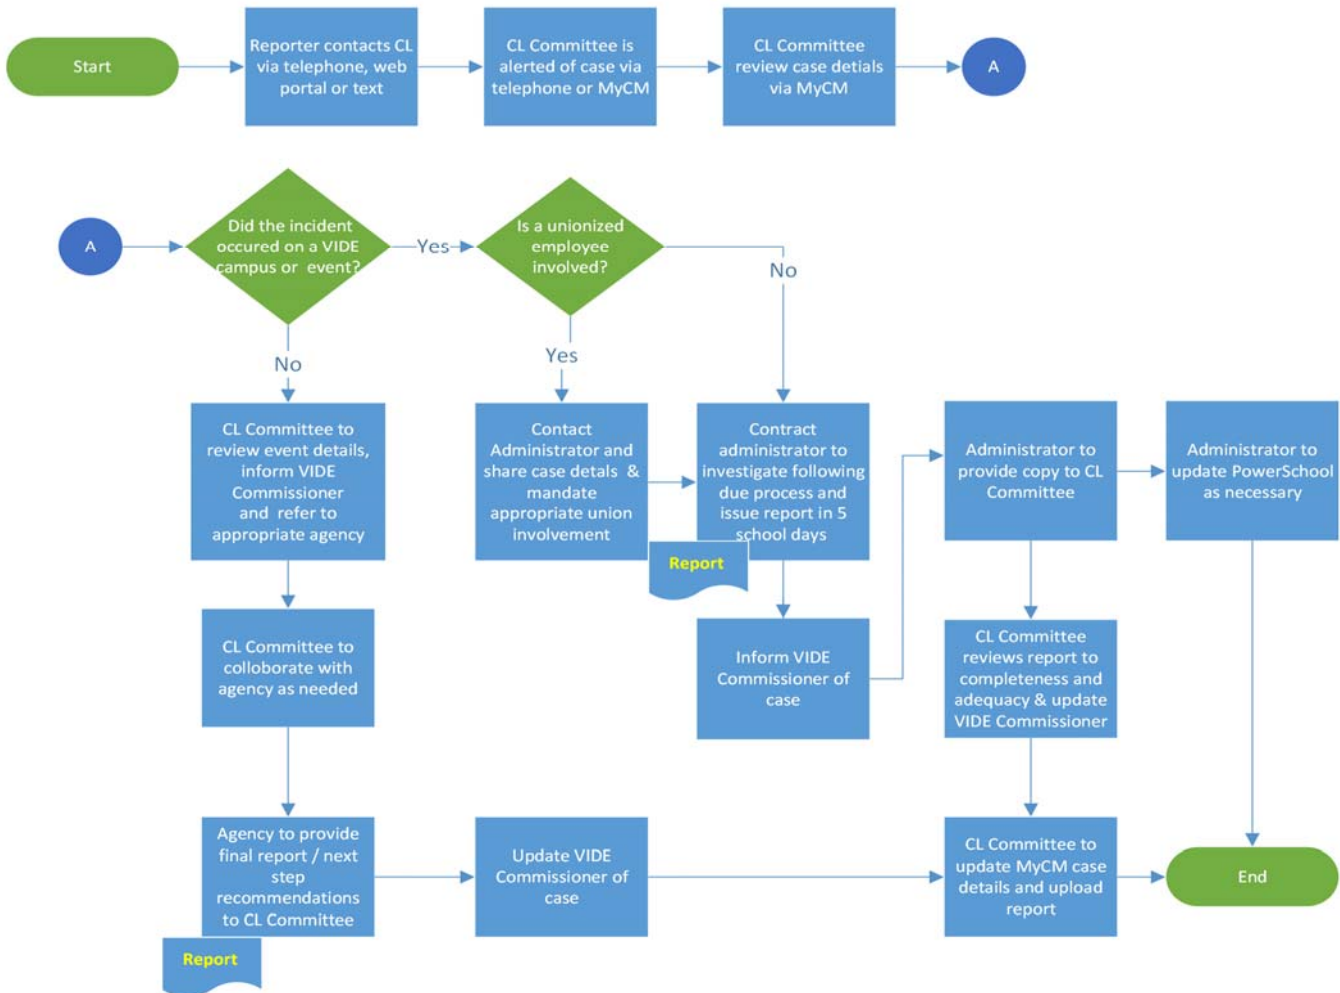 Start
Reporter contacts CL
via telephone, web
portal or text
CL Committee is
alerted of case via
telephone or MyCM
CL Committee
review case detials
via MyCM
A
A
Did the incident
occured on a VIDE
campus or event?
Yes
Is a unionized
employee
involved?
No
No
Yes
CL Committee to
review event details,
inform VIDE
Commissioner
and refer to
appropriate agency
Contact
Administrator and
share case detals & 
mandate
appropriate union
involvement
Contract
administrator to
investigate following
due process and
issue report in 5
school days
Report
Administrator to
provide copy to CL
Committee
Administrator to
update PowerSchool
as necessary
CL Committee to
colloborate with
agency as needed
Inform VIDE
Commissioner of
case
CL Committee
reviews report to
completeness and
adequacy & update
VIDE Commissioner
Agency to provide
final report / next
step
recommendations
to CL Committee
Report
Update VIDE
Commissioner of
case
CL Committee to
update MyCM case
details and upload
report
End